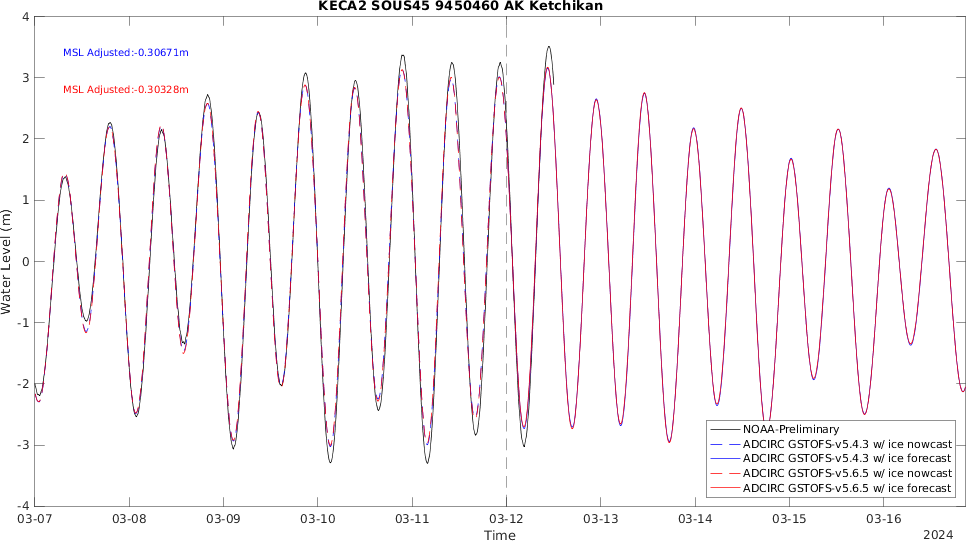 KECA2 SOUS45 9450460 AK Ketchikan
MSL Adjusted:-0.30671m
MSL Adjusted:-0.30328m
4
3
2
1
0
-1
-2
-3
-4
Water Level (m)
NOAA-Preliminary
ADCIRC GSTOFS-v5.4.3 w/ ice nowcast
ADCIRC GSTOFS-v5.4.3 w/ ice forecast
ADCIRC GSTOFS-v5.6.5 w/ ice nowcast
ADCIRC GSTOFS-v5.6.5 w/ ice forecast
03-07 03-08 03-09 03-10 03-11 03-12 03-13 03-14 03-15 03-16
Time
2024